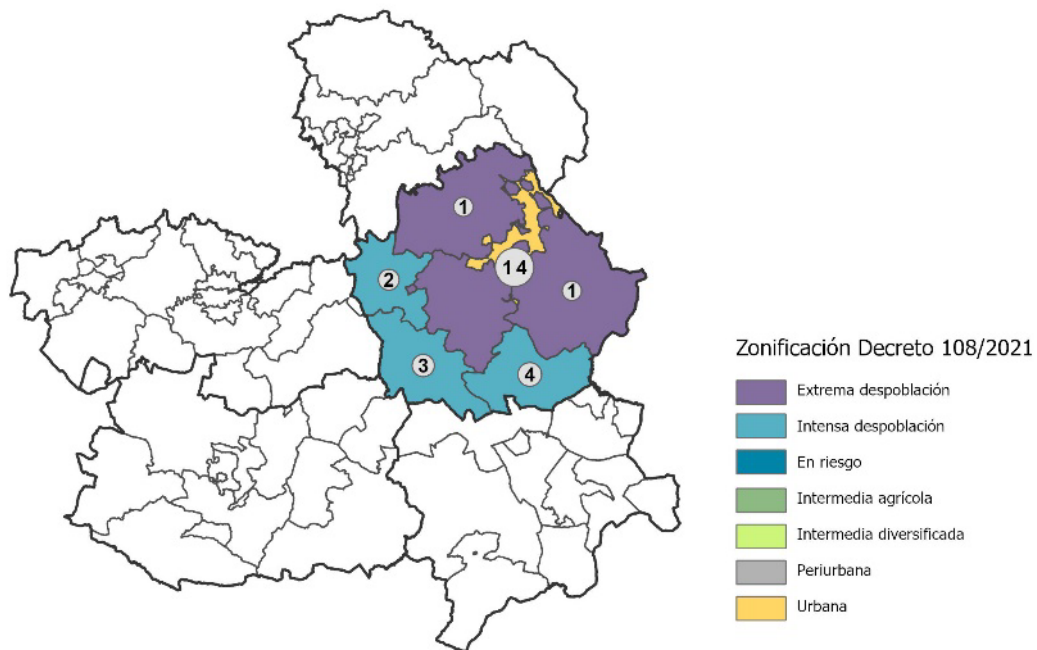 1
14
2
1
3
4
Zonificación Decreto 108/2021
Extrema despoblación
Intensa despoblación
En riesgo
Intermedia agrícola
Intermedia diversificada
Periurbana
Urbana